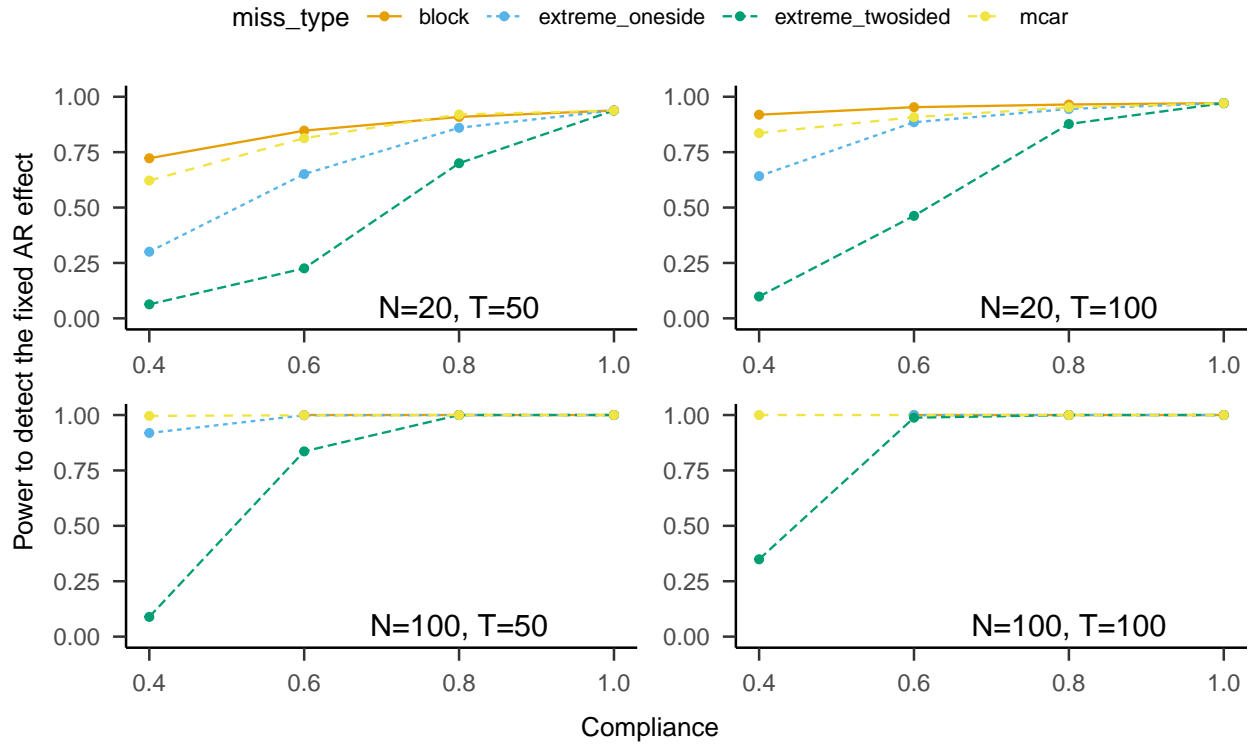 miss_type block extreme_oneside extreme_twosided mcar
Power to detect the fixed AR effect
1.00
0.75
0.50
0.25
0.00
N=20, T=50
0.4 0.6 0.8 1.0
1.00
0.75
0.50
0.25
0.00
N=20, T=100
0.4 0.6 0.8 1.0
1.00
0.75
0.50
0.25
0.00
N=100, T=50
0.4 0.6 0.8 1.0
1.00
0.75
0.50
0.25
0.00
N=100, T=100
0.4 0.6 0.8 1.0
Compliance